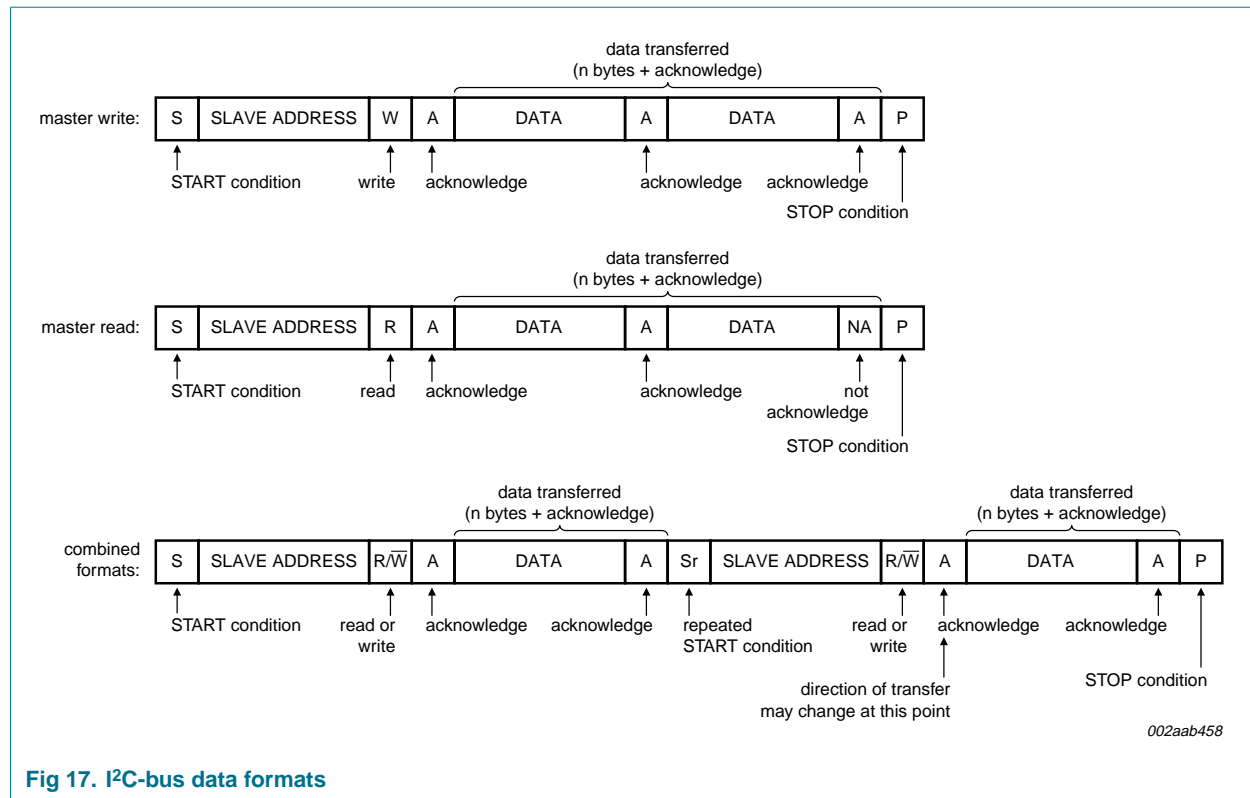 data transferred
(n bytes + acknowledge)
master write: S SLAVE ADDRESS W A DATA A DATA A P
START condition write acknowledge acknowledge acknowledge
STOP condition
data transferred
(n bytes + acknowledge)
master read: S SLAVE ADDRESS R A DATA A DATA NA P
START condition read acknowledge acknowledge not
acknowledge
STOP condition
data transferred data transferred
(n bytes + acknowledge) (n bytes + acknowledge)
combined
formats: S SLAVE ADDRESS R/W̅ A DATA A Sr SLAVE ADDRESS R/W̅ A DATA A P
START condition read or acknowledge acknowledge repeated read or acknowledge acknowledge
write START condition write
STOP condition
direction of transfer
may change at this point
002aab458
Fig 17. I²C-bus data formats